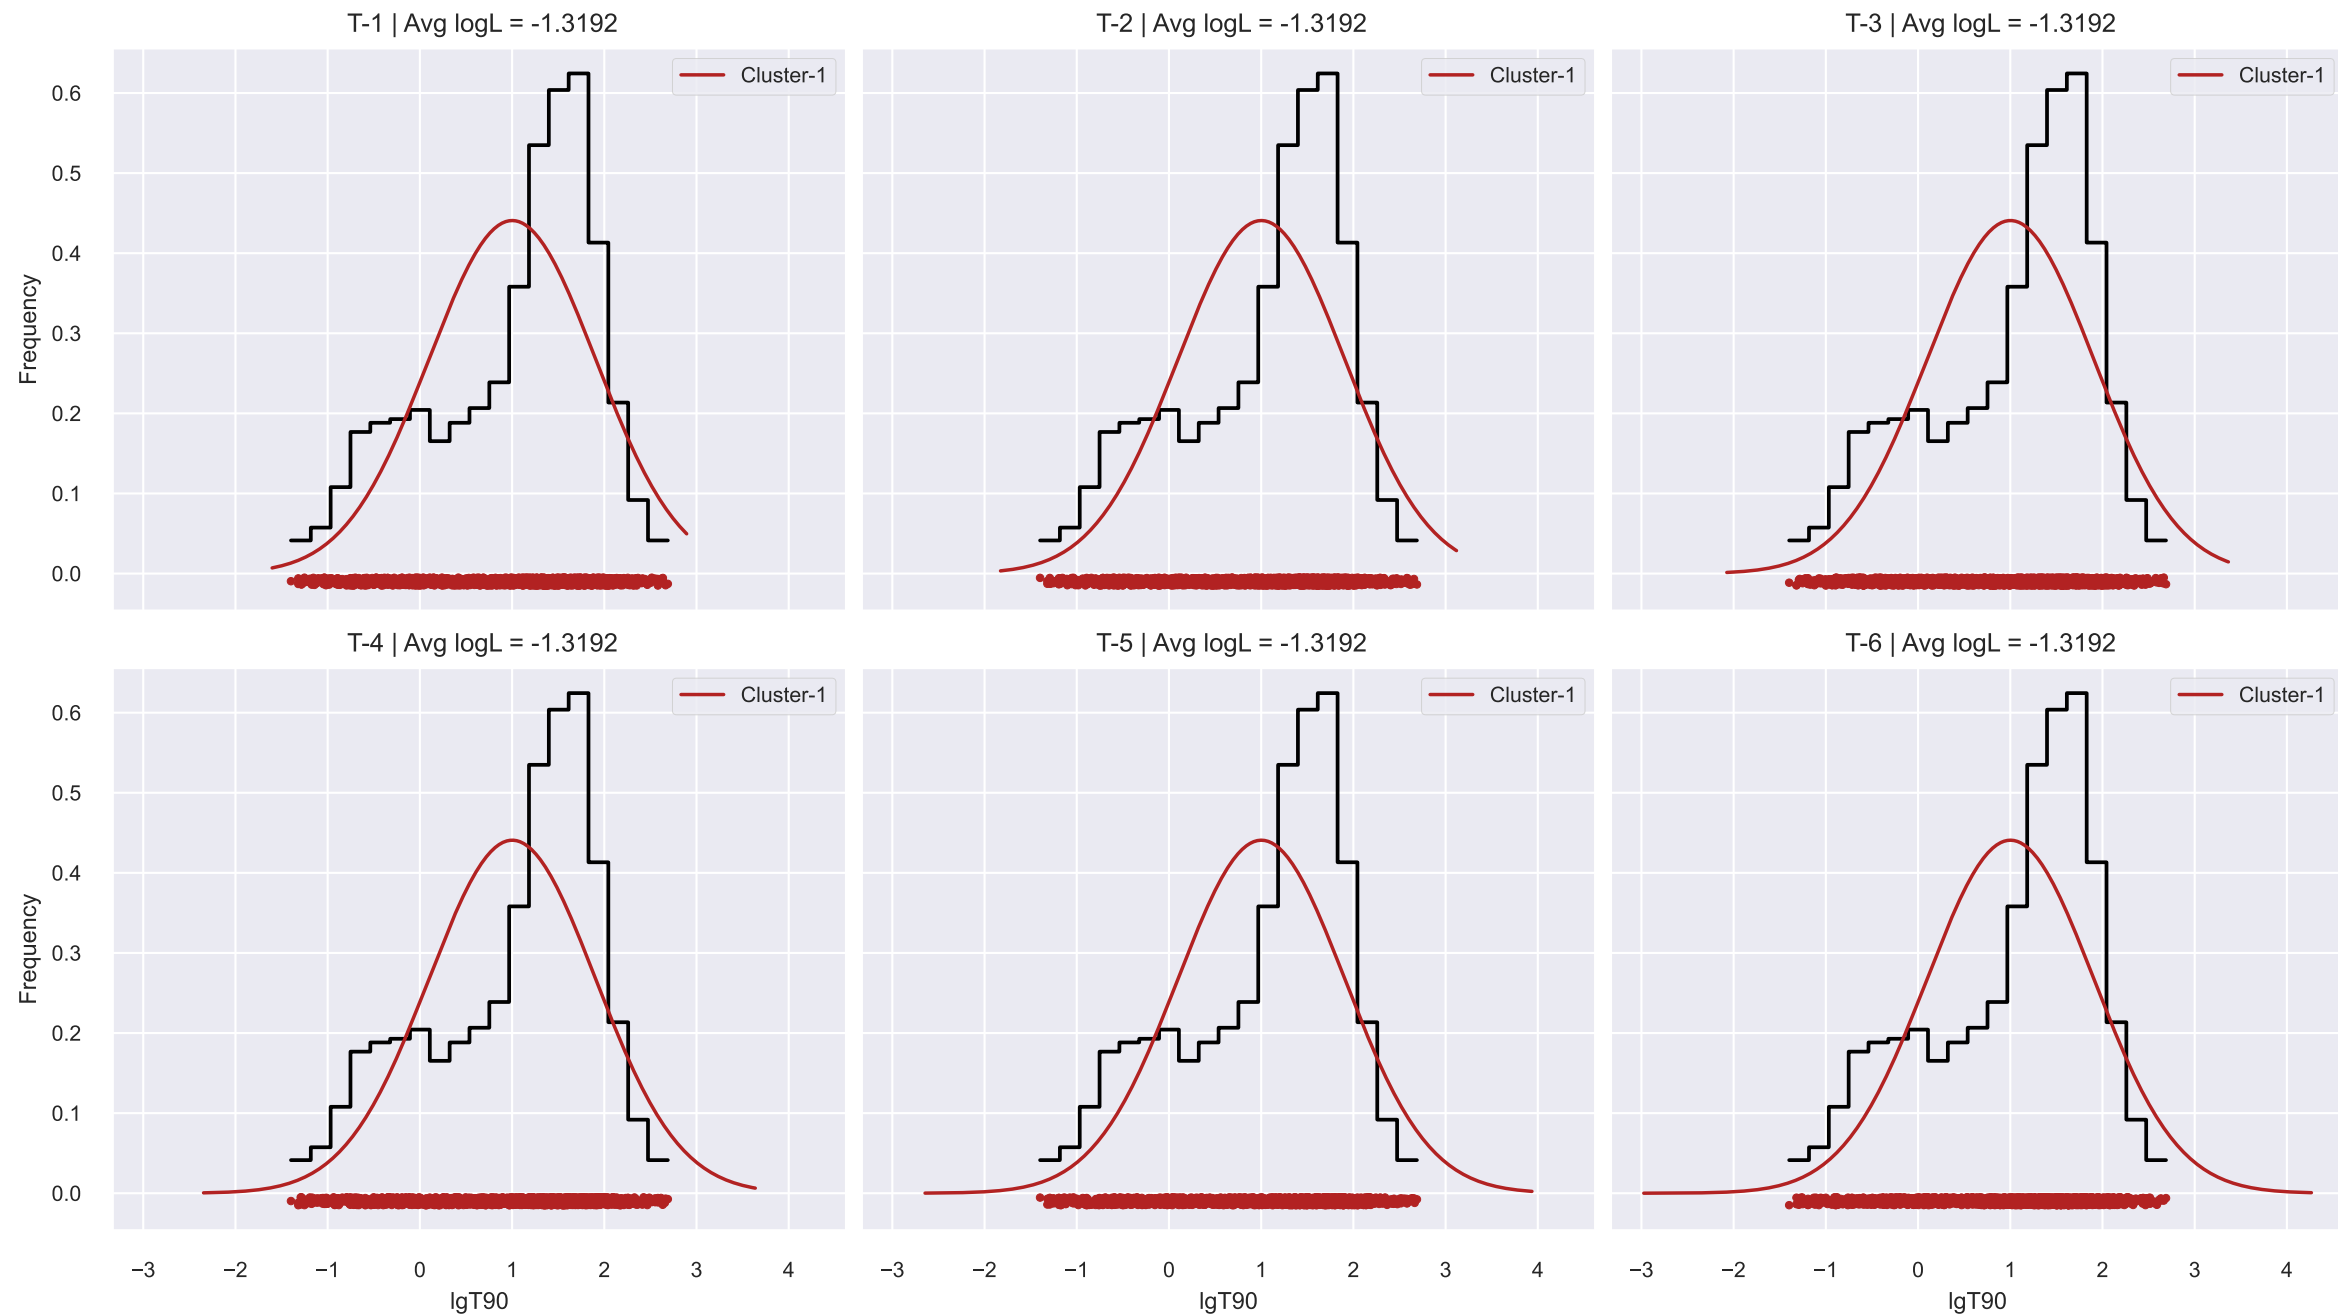 T-1 | Avg logL = -1.3192
T-2 | Avg logL = -1.3192
T-3 | Avg logL = -1.3192
Cluster-1
Cluster-1
Cluster-1
Frequency
0.6
0.5
0.4
0.3
0.2
0.1
0.0
T-4 | Avg logL = -1.3192
T-5 | Avg logL = -1.3192
T-6 | Avg logL = -1.3192
Cluster-1
Cluster-1
Cluster-1
Frequency
0.6
0.5
0.4
0.3
0.2
0.1
0.0
−3 −2 −1 0 1 2 3 4
−3 −2 −1 0 1 2 3 4
−3 −2 −1 0 1 2 3 4
lgT90
lgT90
lgT90